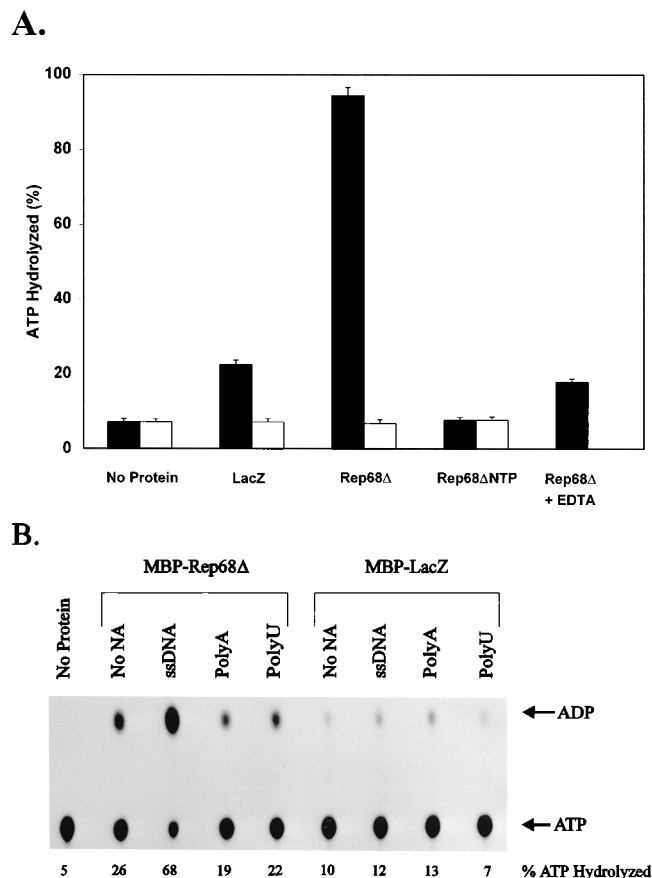 A.
ATP Hydrolyzed (%)
100
80
60
40
20
0
No Protein
LacZ
Rep68Δ
Rep68ΔNTP
Rep68Δ
+ EDTA
B.
MBP-Rep68Δ
MBP-LacZ
No Protein
No NA
ssDNA
PolyA
PolyU
No NA
ssDNA
PolyA
PolyU
ADP
ATP
5 26 68 19 22 10 12 13 7 % ATP Hydrolyzed